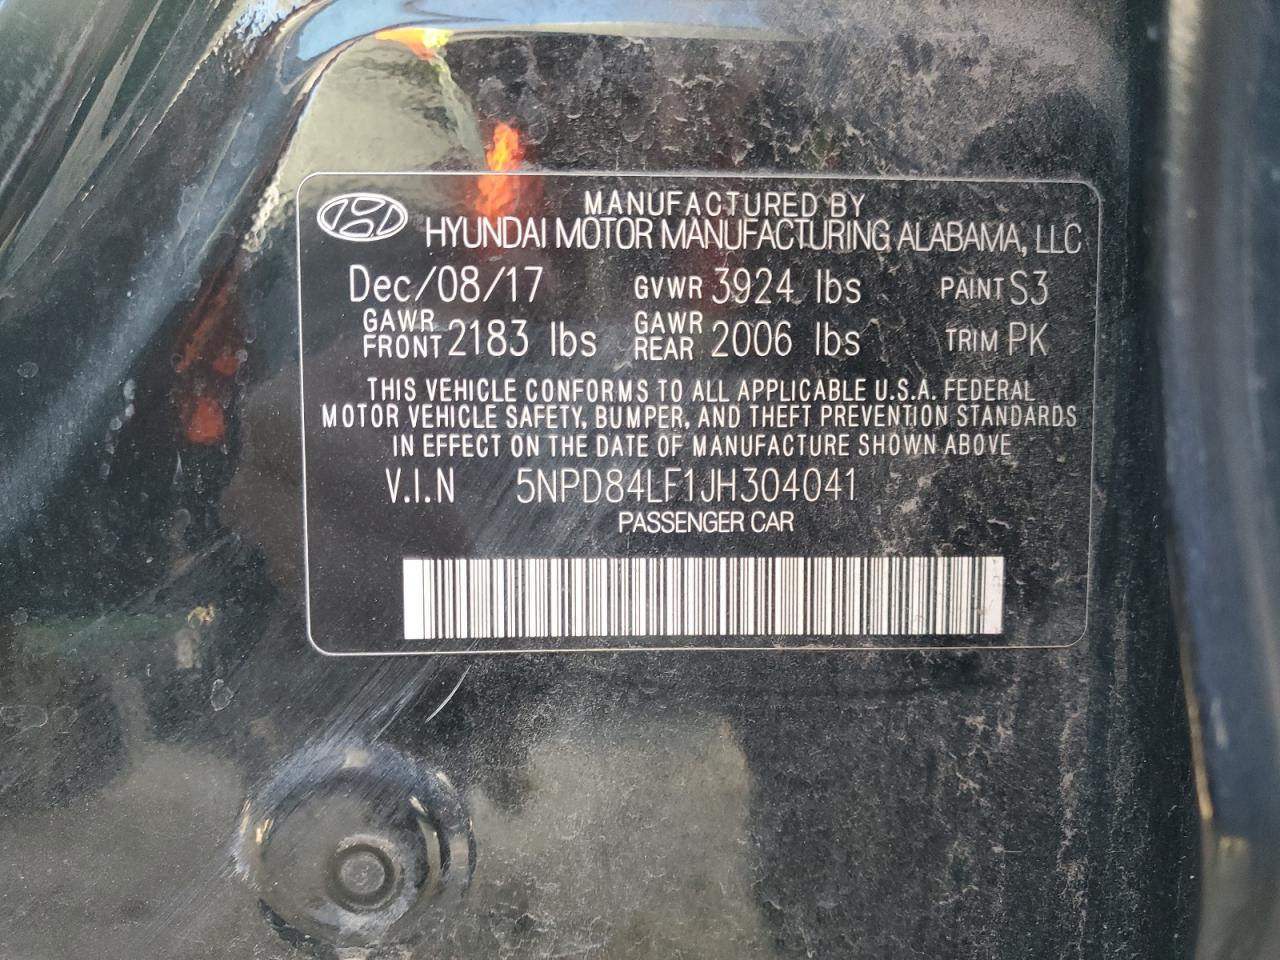 MANUFACTURED BY
HYUNDAI MOTOR MANUFACTURING ALABAMA, LLC
Dec/08/17 GVWR 3924 lbs PAINT S3
GAWR FRONT 2183 lbs GAWR REAR 2006 lbs TRIM PK
THIS VEHICLE CONFORMS TO ALL APPLICABLE U.S.A. FEDERAL
MOTOR VEHICLE SAFETY, BUMPER, AND THEFT PREVENTION STANDARDS
IN EFFECT ON THE DATE OF MANUFACTURE SHOWN ABOVE
V.I.N 5NPD84LF1JH304041
PASSENGER CAR